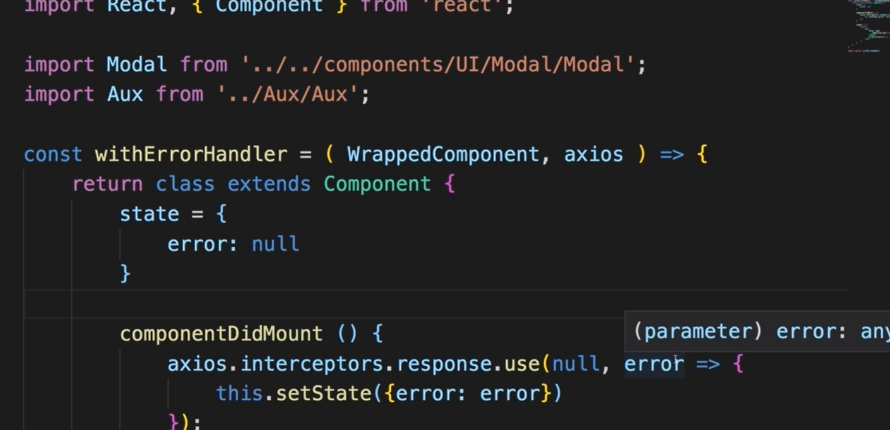 import React, { Component } from 'react';
import Modal from '../../components/UI/Modal/Modal';
import Aux from '../Aux/Aux';
const withErrorHandler = ( WrappedComponent, axios ) => {
return class extends Component {
state = {
error: null
}
componentDidMount () {
(parameter) error: any
axios.interceptors.response.use(null, error => {
this.setState({error: error})
});